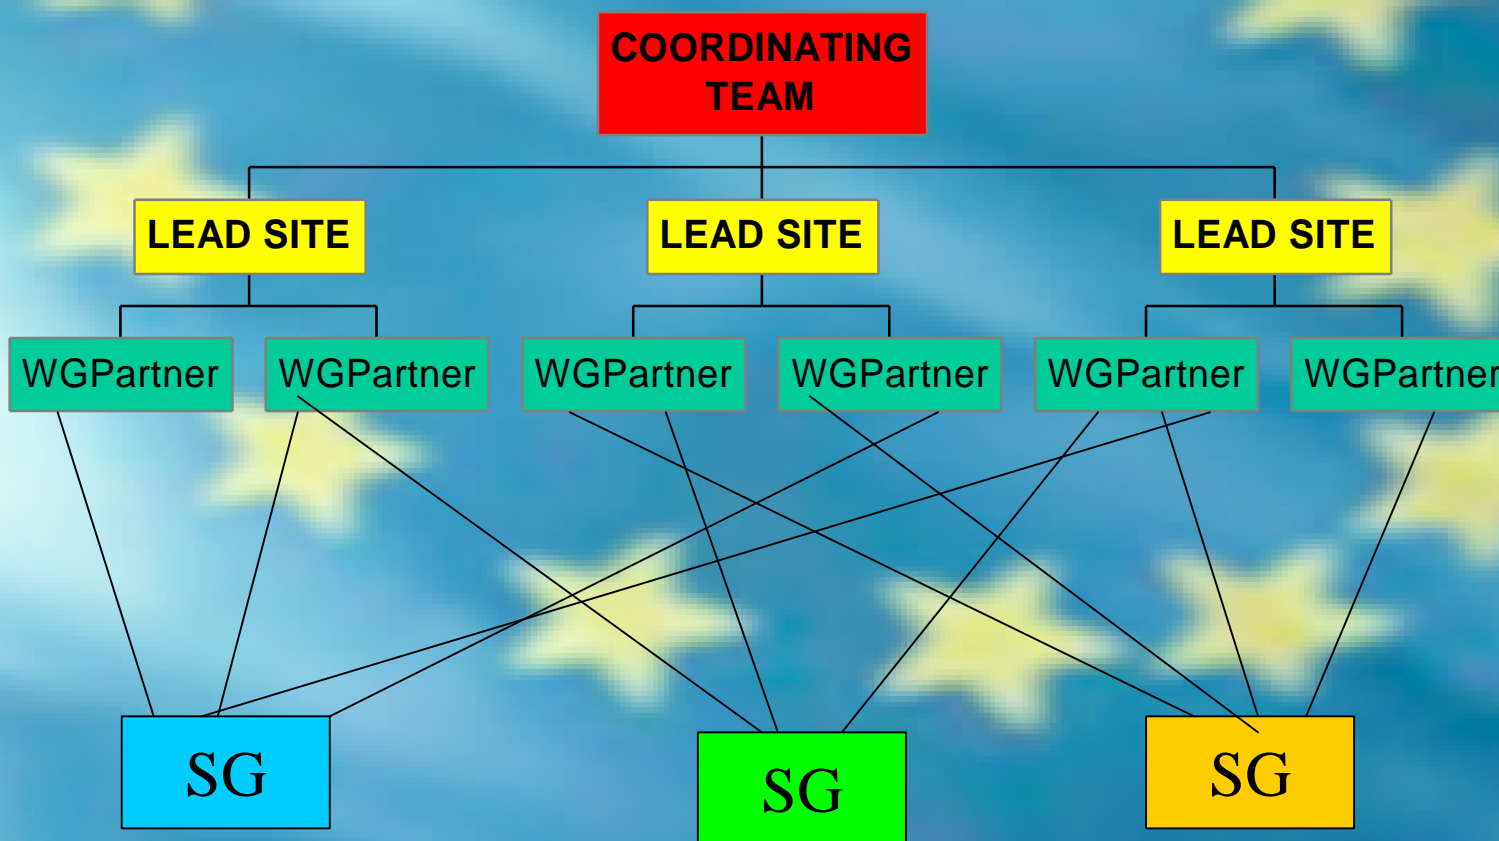 COORDINATING
TEAM
LEAD SITE
LEAD SITE
LEAD SITE
WGPartner
WGPartner
WGPartner
WGPartner
WGPartner
WGPartner
SG
SG
SG